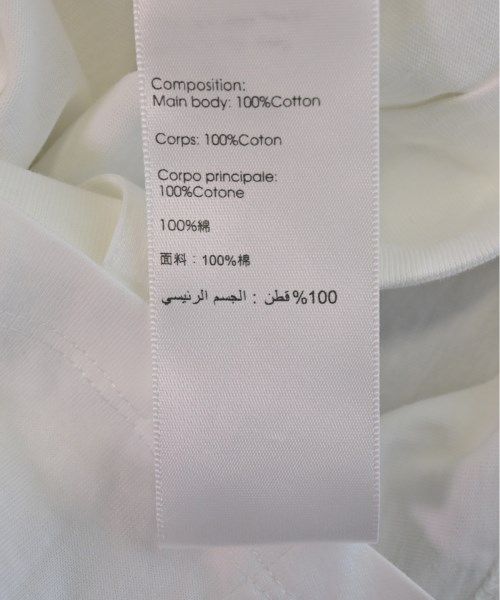 Composition:
Main body: 100%Cotton
Corps: 100%Coton
Corpo principale:
100%Cotone
100%綿
面料：100%棉
100% قطن : الجسم الرئيسي